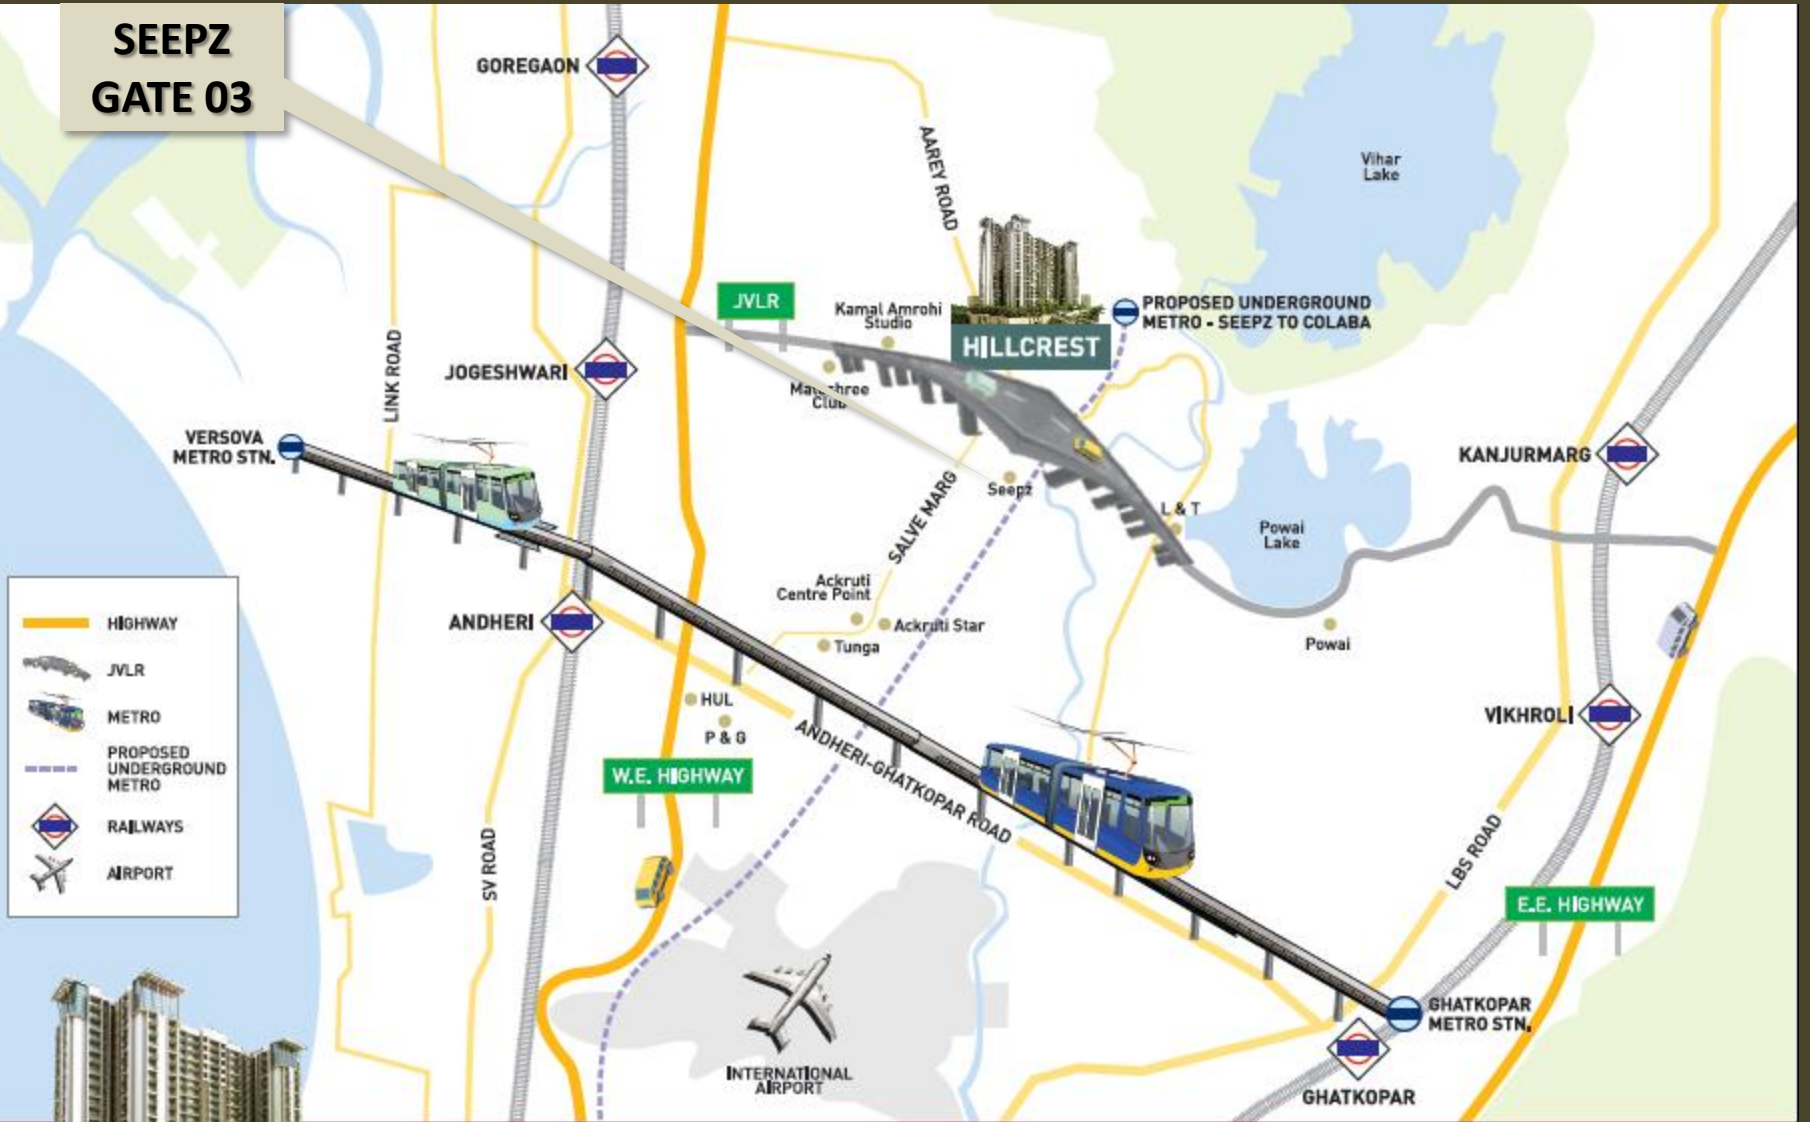 SEEPZ
GATE 03
GOREGAON
AAREY ROAD
Vihar
Lake
JVLR
Kamal Amrohi
Studio
PROPOSED UNDERGROUND
METRO - SEEPZ TO COLABA
HILLCREST
LINK ROAD
JOGESHWARI
Club
VERSOVA
METRO STN.
KANJURMARG
Seepz
SALVE MARG
L & T
Powai
Lake
Ackruti
Centre Point
ANDHERI
Ackruti Star
Tunga
Powai
HIGHWAY
JVLR
METRO
PROPOSED
UNDERGROUND
METRO
RAILWAYS
AIRPORT
HUL
P & G
VIKHROLI
ANDHERI-GHATKOPAR ROAD
W.E. HIGHWAY
SV ROAD
LBS ROAD
E.E. HIGHWAY
GHATKOPAR
METRO STN.
INTERNATIONAL
AIRPORT
GHATKOPAR